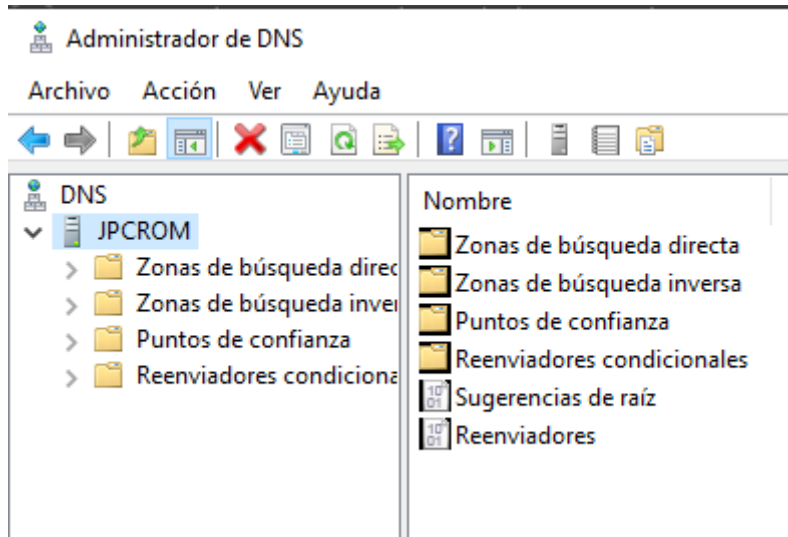 Administrador de DNS
Archivo Acción Ver Ayuda
DNS
JPCROM
Zonas de búsqueda direc
Zonas de búsqueda inver
Puntos de confianza
Reenviadores condiciona
Nombre
Zonas de búsqueda directa
Zonas de búsqueda inversa
Puntos de confianza
Reenviadores condicionales
Sugerencias de raíz
Reenviadores